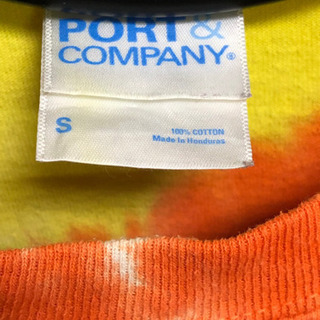 PORT &
COMPANY®
S
100% COTTON
Made In Honduras